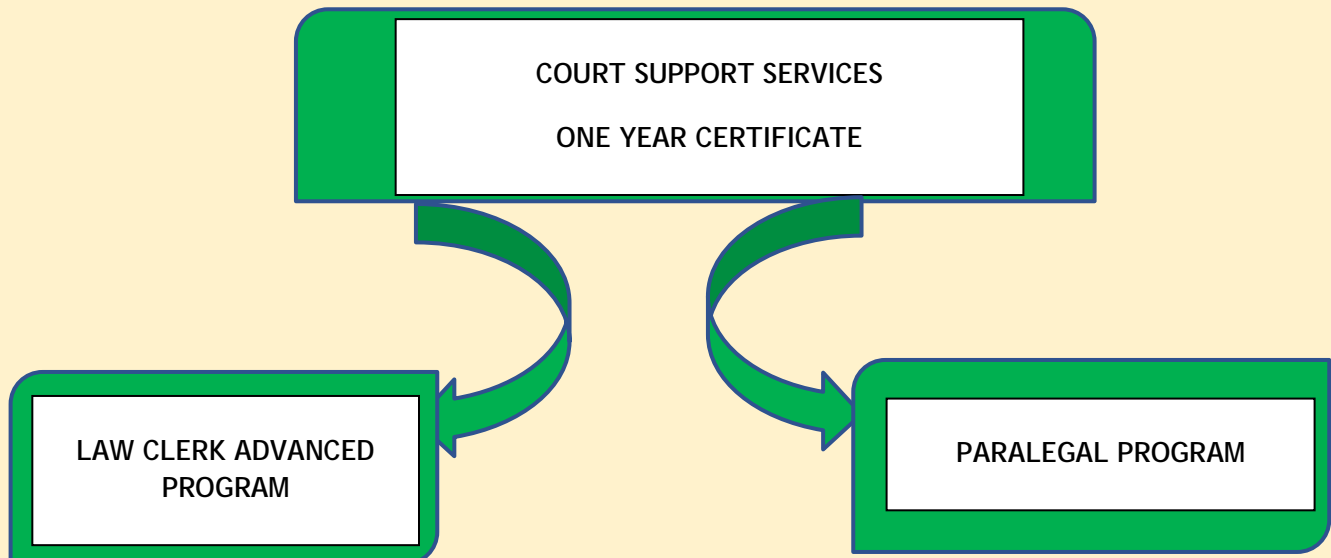 COURT SUPPORT SERVICES
ONE YEAR CERTIFICATE
LAW CLERK ADVANCED
PROGRAM
PARALEGAL PROGRAM